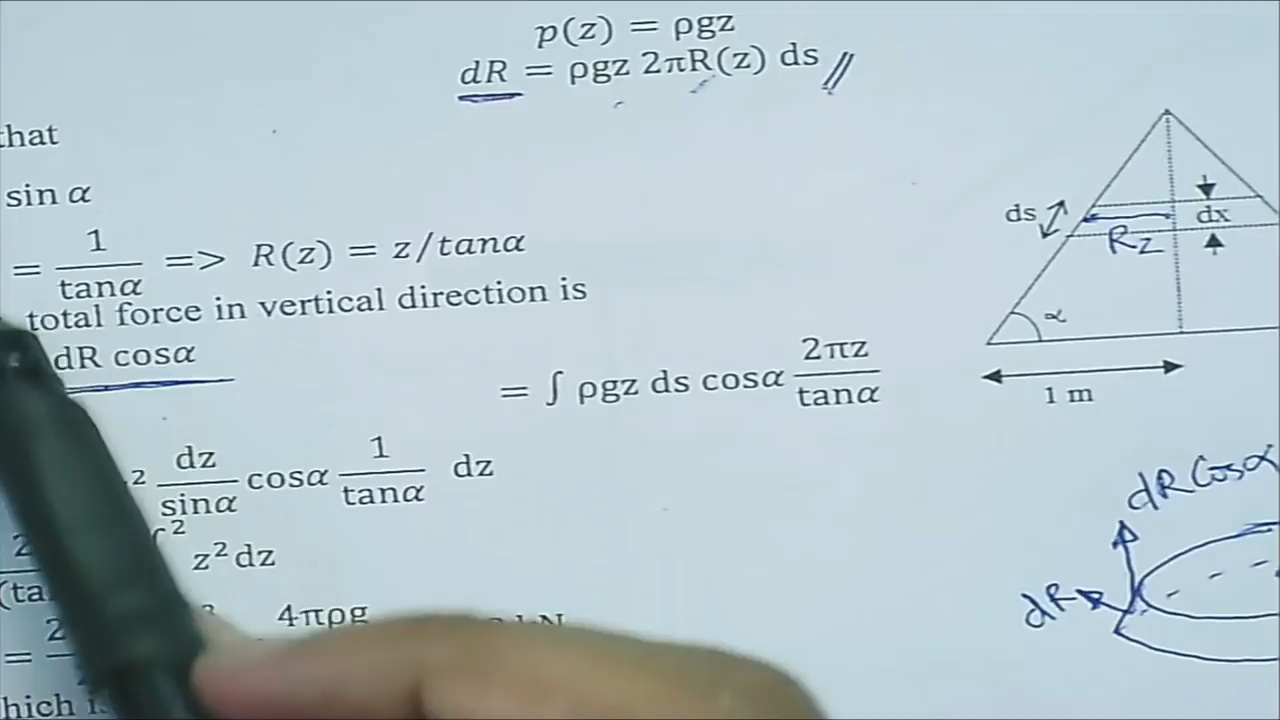 p(z) = ρgz
dR = ρgz 2πR(z) ds //
that
sin α
= 1/tanα => R(z) = z/tanα
total force in vertical direction is
dR cosα
= ∫ ρgz ds cosα 2πz/tanα
2 dz/sinα cosα 1/tanα dz
z² dz
4πρg
ds
dx
Rz
α
1 m
dR Cosα
dR